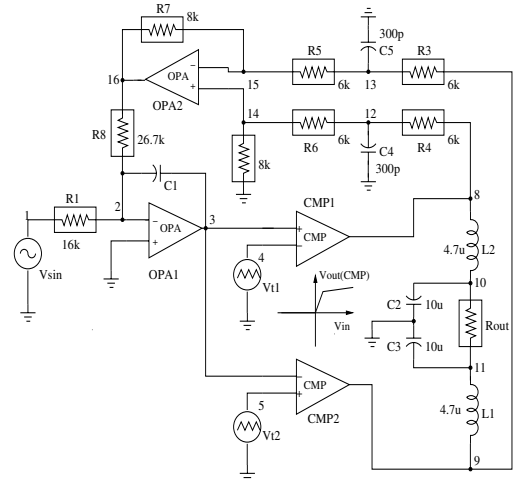 R7
8k
300p
C5
R5
R3
16
OPA
−
+
15
6k
13
6k
OPA2
14
12
R8
26.7k
8k
R6
6k
C4
300p
R4
6k
C1
CMP1
8
R1
2
3
1
−
OPA
+
+
CMP
−
4.7u
L2
16k
Vsin
OPA1
4
Vt1
Vout(CMP)
10
C2
10u
Rout
Vin
C3
10u
−
CMP
+
11
5
Vt2
CMP2
4.7u
L1
9